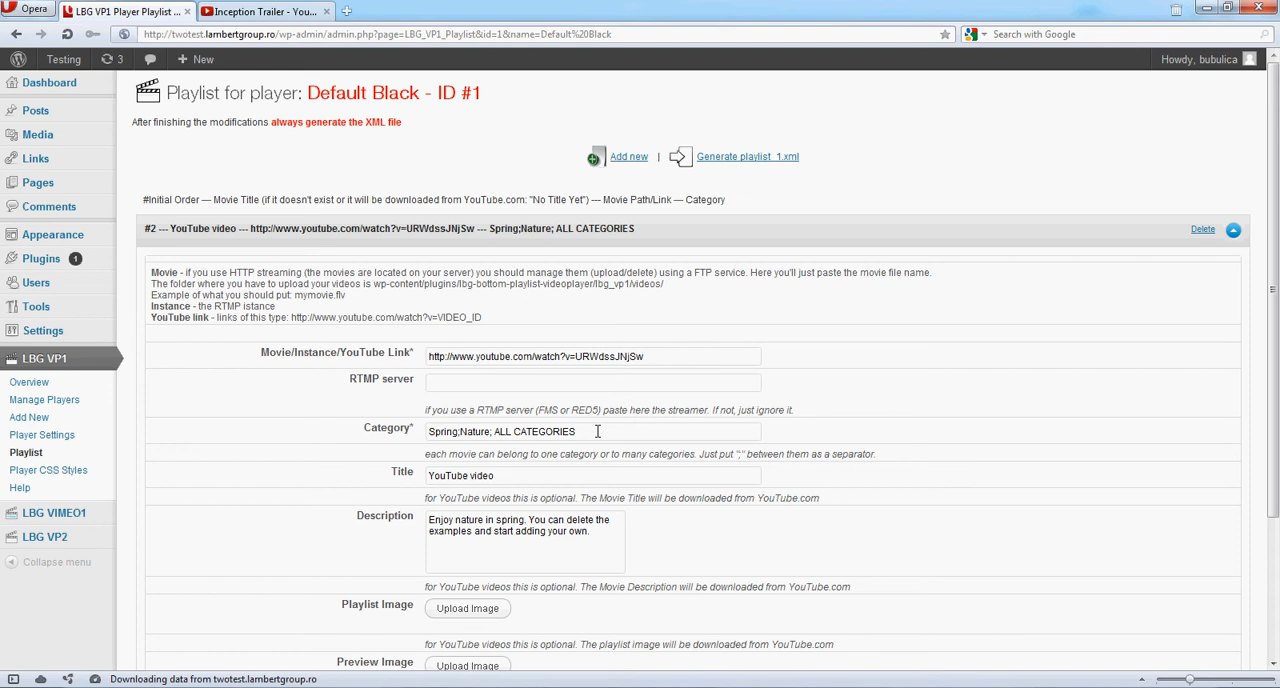 Opera
LBG VP1 Player Playlist ...
Inception Trailer - You...
http://twotest.lambertgroup.ro/wp-admin/admin.php?page=LBG_VP1_Playlist&id=1&name=Default%20Black
Search with Google
Testing
3
New
Howdy, bubulica
Dashboard
Posts
Media
Links
Pages
Comments
Appearance
Plugins 1
Users
Tools
Settings
LBG VP1
Overview
Manage Players
Add New
Player Settings
Playlist
Player CSS Styles
Help
LBG VIMEO1
LBG VP2
Collapse menu
Playlist for player: Default Black - ID #1
After finishing the modifications always generate the XML file
Add new | Generate playlist_1.xml
#Initial Order --- Movie Title (if it doesn't exist or it will be downloaded from YouTube.com: "No Title Yet") --- Movie Path/Link --- Category
#2 --- YouTube video --- http://www.youtube.com/watch?v=URWdssJNjSw --- Spring;Nature; ALL CATEGORIES
Delete
Movie - if you use HTTP streaming (the movies are located on your server) you should manage them (upload/delete) using a FTP service. Here you'll just paste the movie file name.
The folder where you have to upload your videos is wp-content/plugins/lbg-bottom-playlist-videoplayer/lbg_vp1/videos/
Example of what you should put: mymovie.flv
Instance - the RTMP istance
YouTube link - links of this type: http://www.youtube.com/watch?v=VIDEO_ID
Movie/Instance/YouTube Link*
http://www.youtube.com/watch?v=URWdssJNjSw
RTMP server
if you use a RTMP server (FMS or RED5) paste here the streamer. If not, just ignore it.
Category*
Spring;Nature; ALL CATEGORIES
each movie can belong to one category or to many categories. Just put ";" between them as a separator.
Title
YouTube video
for YouTube videos this is optional. The Movie Title will be downloaded from YouTube.com
Description
Enjoy nature in spring. You can delete the
examples and start adding your own.
for YouTube videos this is optional. The Movie Description will be downloaded from YouTube.com
Playlist Image
Upload Image
for YouTube videos this is optional. The playlist image will be downloaded from YouTube.com
Preview Image
Upload Image
Downloading data from twotest.lambertgroup.ro